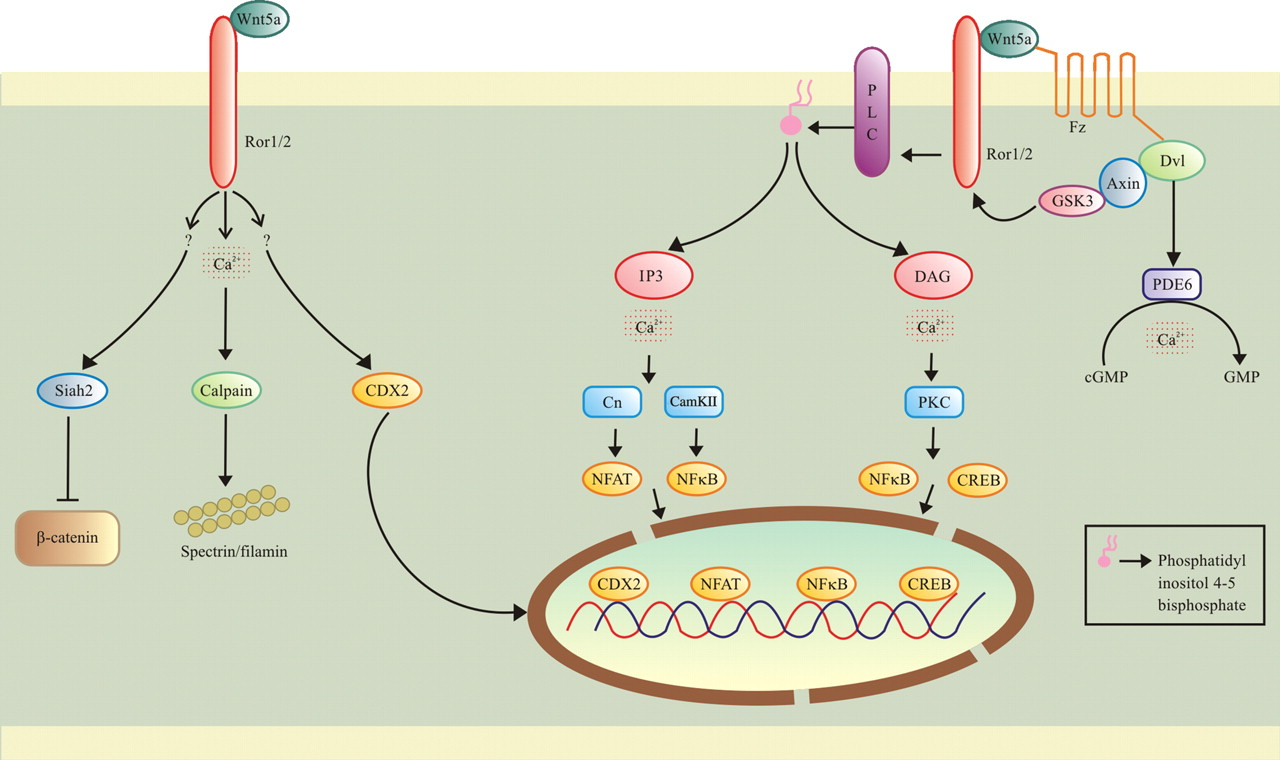 Wnt5a
Ror1/2
?
Ca2+
?
Siah2
Calpain
CDX2
β-catenin
Spectrin/filamin
P
L
C
Wnt5a
Fz
Ror1/2
Dvl
Axin
GSK3
PDE6
Ca2+
cGMP
GMP
IP3
DAG
Ca2+
Ca2+
Cn
CamKII
PKC
NFAT
NFκB
NFκB
CREB
CDX2
NFAT
NFκB
CREB
Phosphatidyl
inositol 4-5
bisphosphate